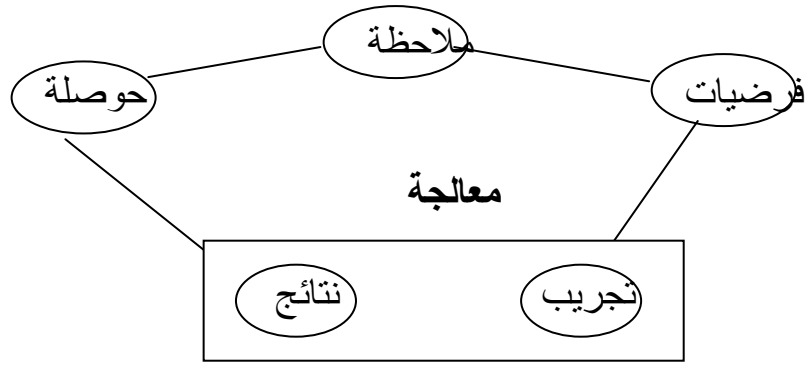 ملاحظة
فرضيات
حوصلة
معالجة
تجريب
نتائج